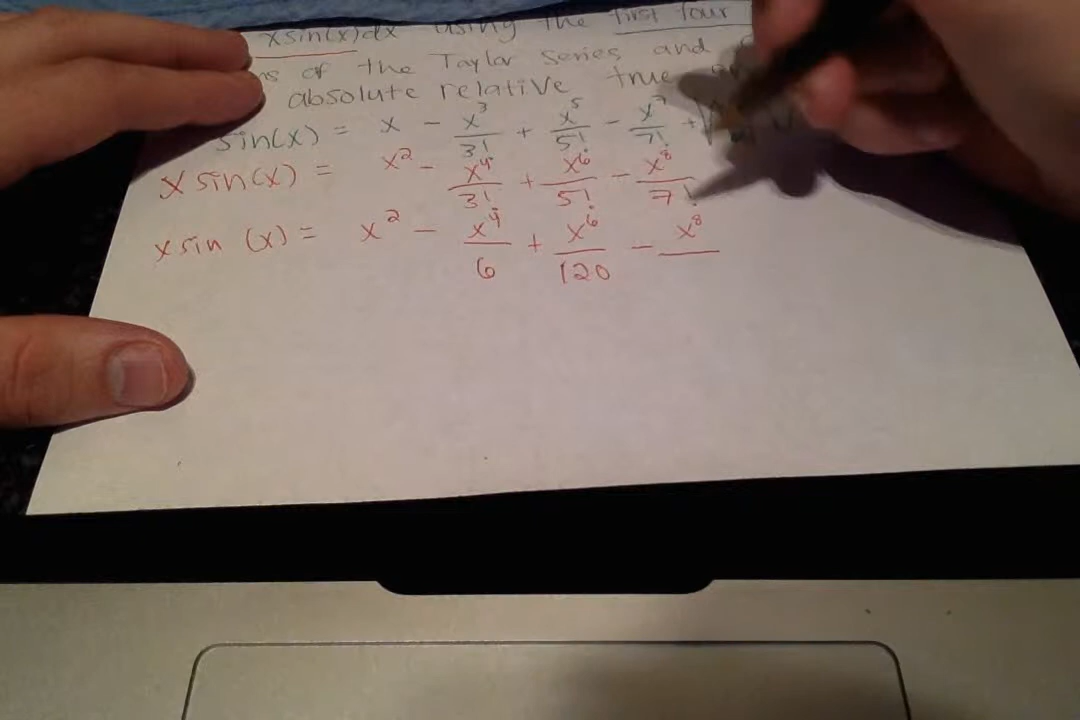 xsin(x)dx using the first four
of the Taylor Series and
absolute relative true
sin(x) = x - x³/3! + x⁵/5! - x⁷/7! +
x sin(x) = x² - x⁴/3! + x⁶/5! - x⁸/7!
x sin (x) = x² - x⁴/6 + x⁶/120 - x⁸/